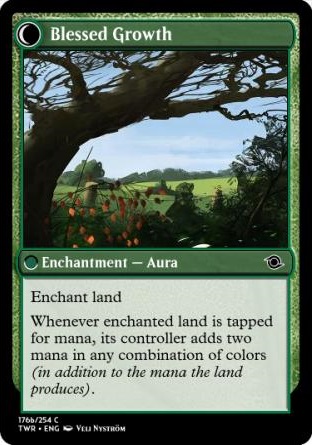 Blessed Growth
Enchantment — Aura
Enchant land
Whenever enchanted land is tapped
for mana, its controller adds two
mana in any combination of colors
(in addition to the mana the land
produces).
176b/254 C
TWR • ENG Veli Nyström